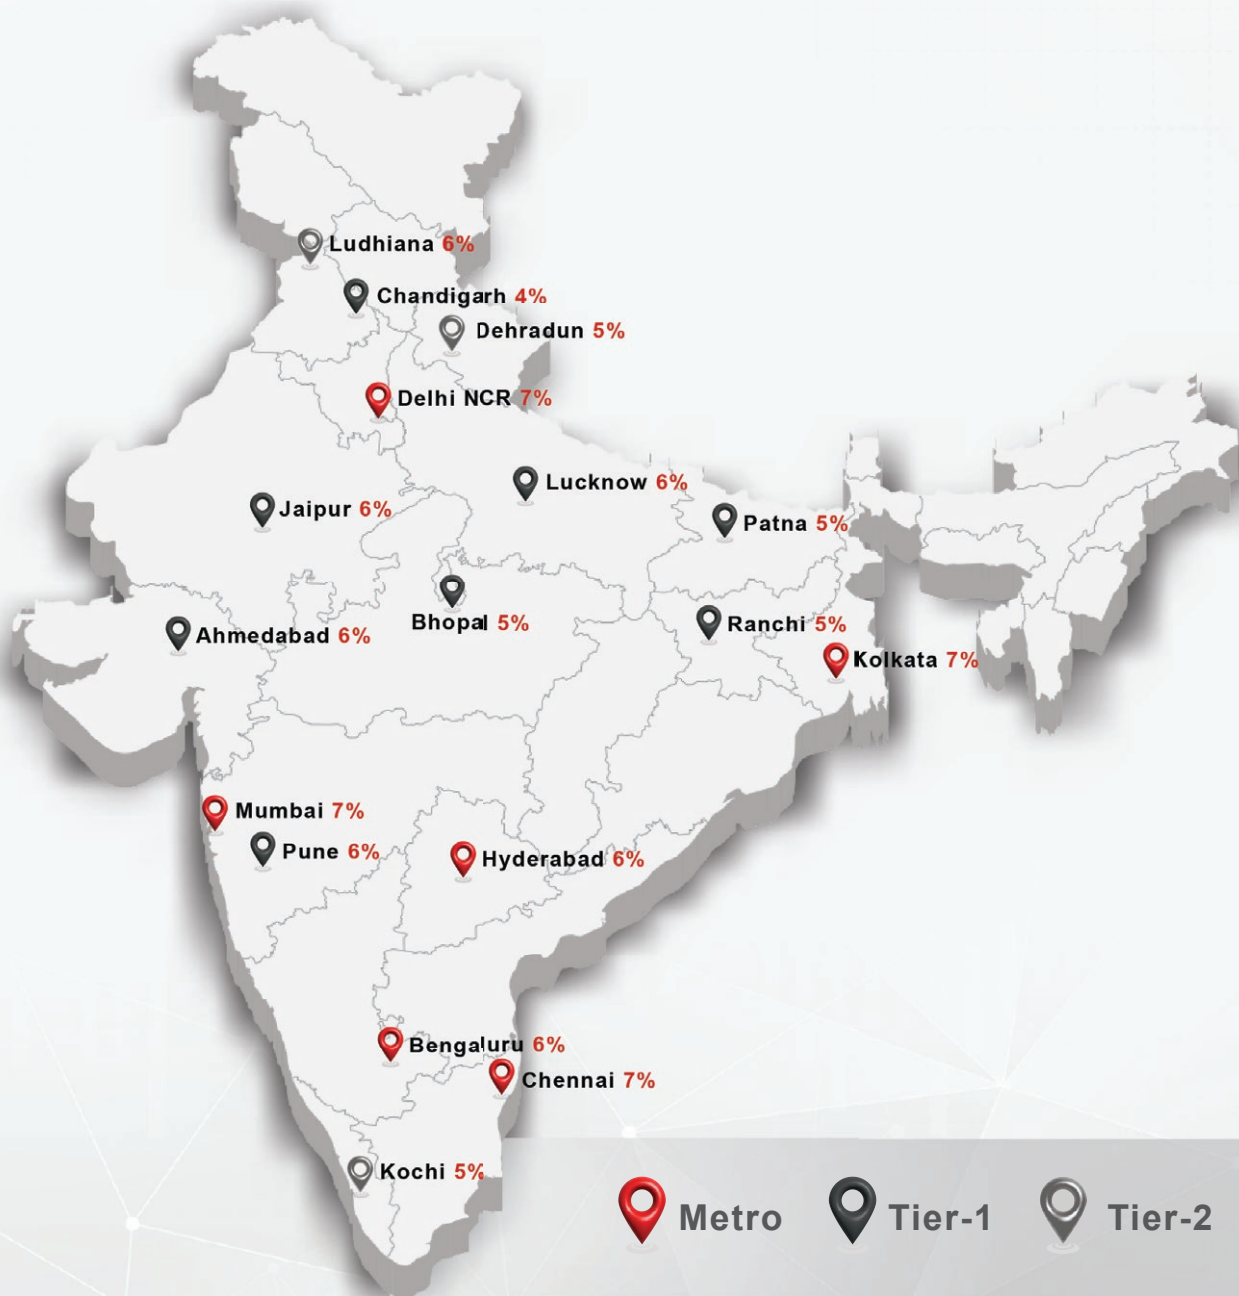 Ludhiana 6%
Chandigarh 4%
Dehradun 5%
Delhi NCR 7%
Lucknow 6%
Jaipur 6%
Patna 5%
Bhopal 5%
Ranchi 5%
Ahmedabad 6%
Kolkata 7%
Mumbai 7%
Pune 6%
Hyderabad 6%
Bengaluru 6%
Chennai 7%
Kochi 5%
Metro Tier-1 Tier-2